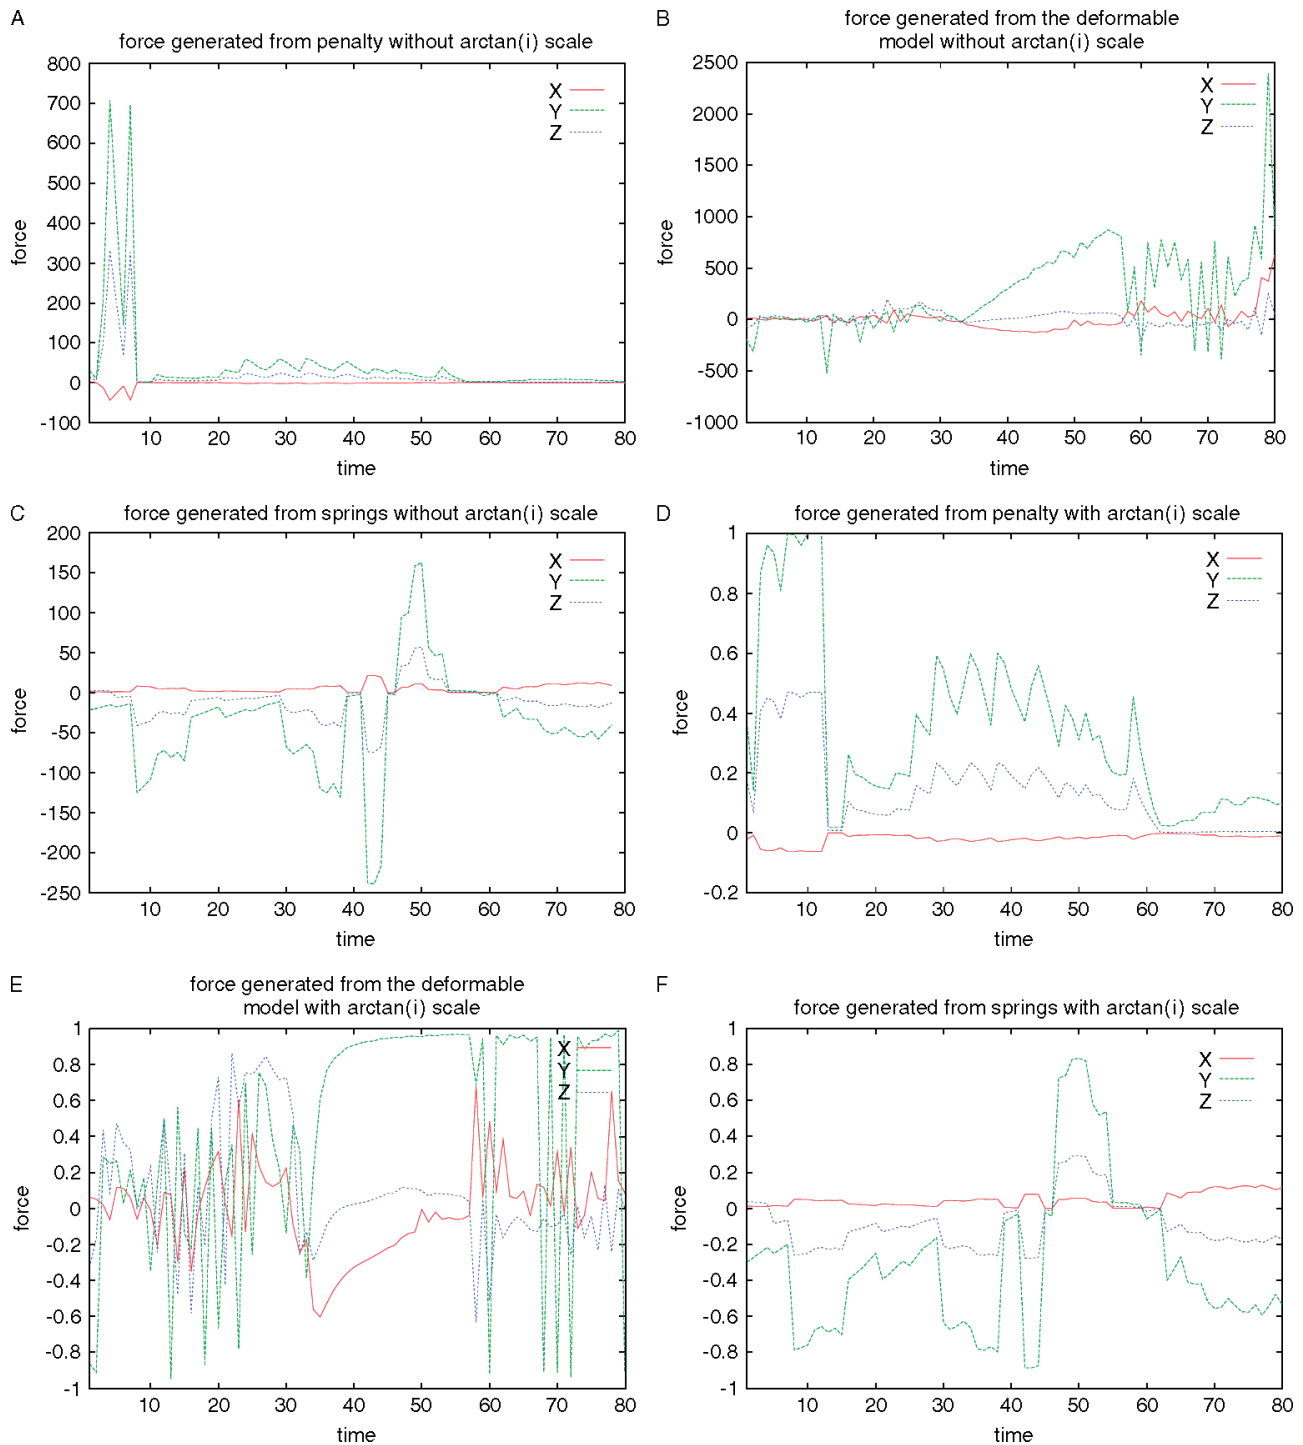 A
force generated from penalty without arctan(i) scale
800
700
600
500
400
300
200
100
0
-100
10 20 30 40 50 60 70 80
force
time
X
Y
Z
B
force generated from the deformable
model without arctan(i) scale
2500
2000
1500
1000
500
0
-500
-1000
10 20 30 40 50 60 70 80
force
time
X
Y
Z
C
force generated from springs without arctan(i) scale
200
150
100
50
0
-50
-100
-150
-200
-250
10 20 30 40 50 60 70 80
force
time
X
Y
Z
D
force generated from penalty with arctan(i) scale
1
0.8
0.6
0.4
0.2
0
-0.2
10 20 30 40 50 60 70 80
force
time
X
Y
Z
E
force generated from the deformable
model with arctan(i) scale
1
0.8
0.6
0.4
0.2
0
-0.2
-0.4
-0.6
-0.8
-1
10 20 30 40 50 60 70 80
force
time
X
Y
Z
F
force generated from springs with arctan(i) scale
1
0.8
0.6
0.4
0.2
0
-0.2
-0.4
-0.6
-0.8
-1
10 20 30 40 50 60 70 80
force
time
X
Y
Z